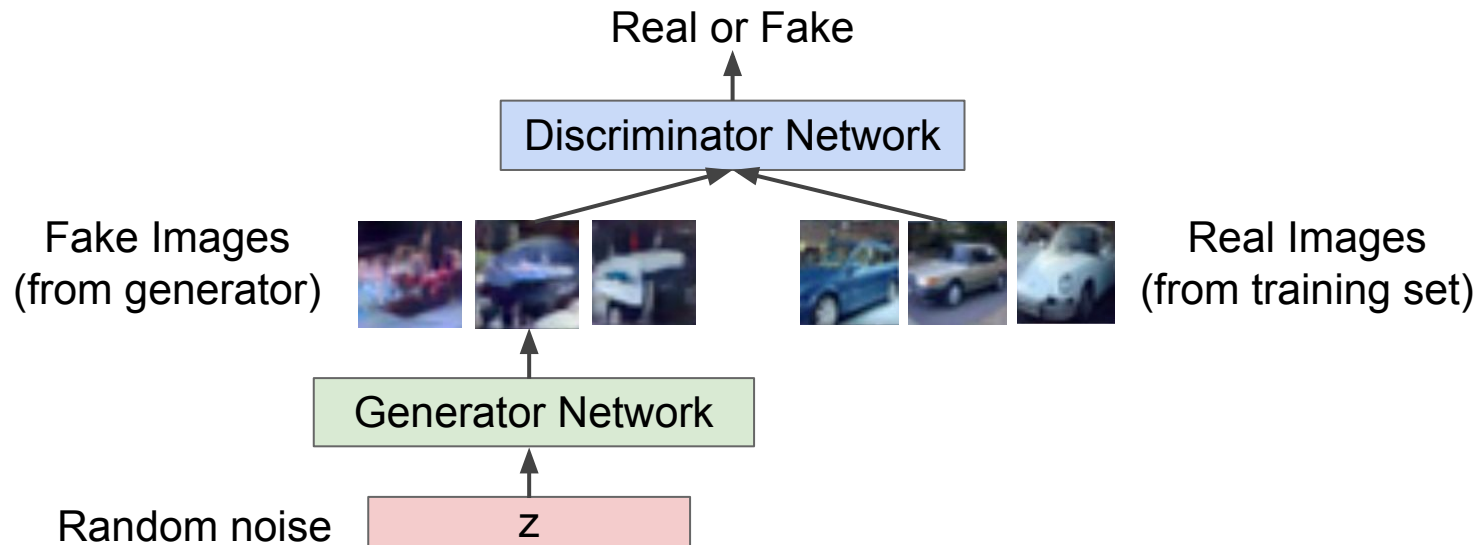 Real or Fake
Discriminator Network
Fake Images
(from generator)
Real Images
(from training set)
Generator Network
Random noise
z